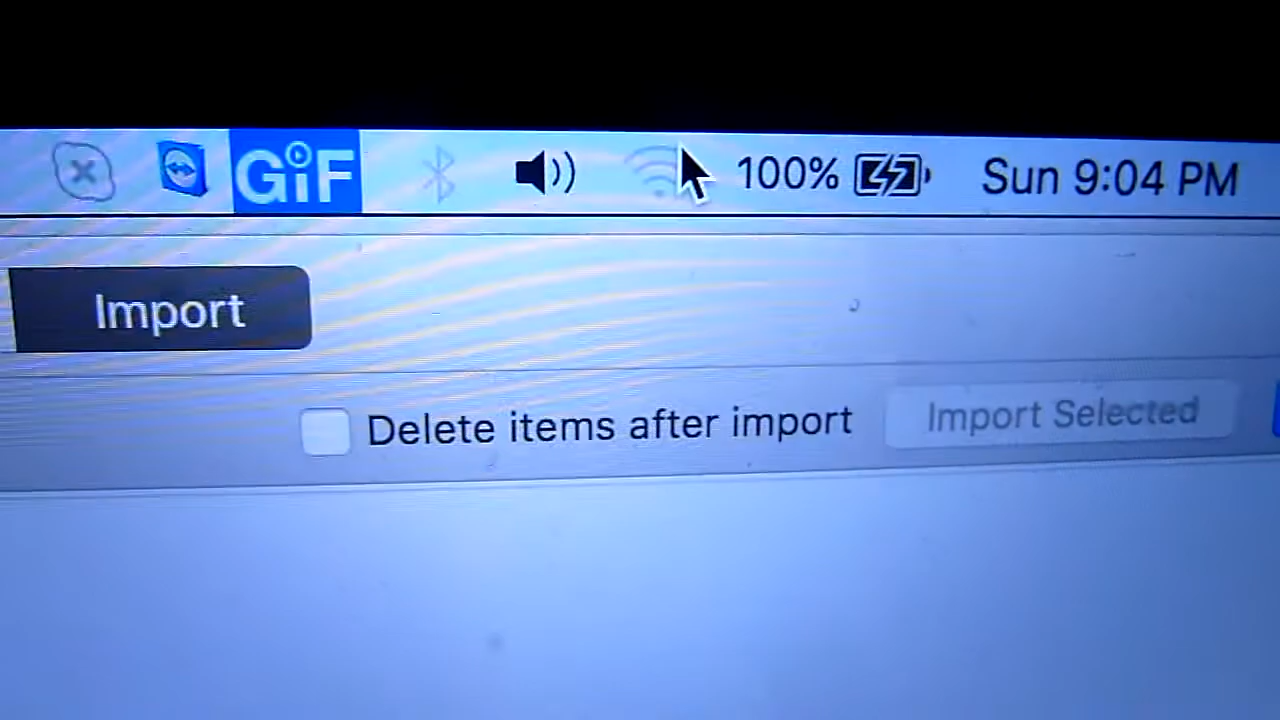 GiF 100% Sun 9:04 PM
Import
Delete items after import Import Selected